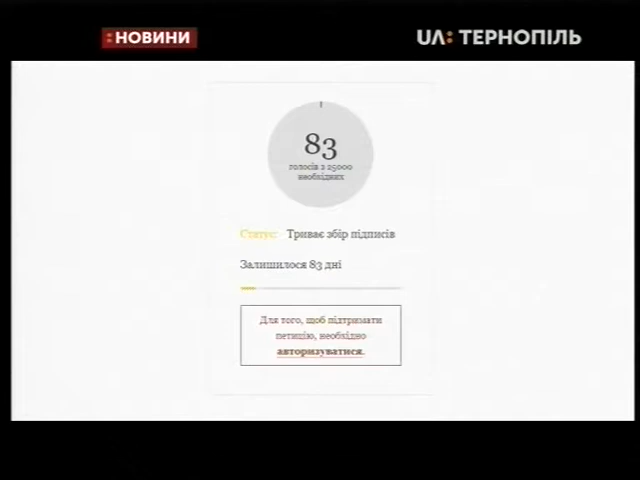 :НОВИНИ
UA: ТЕРНОПІЛЬ
83
голосів з 25000
необхідних
Статус: Триває збір підписів
Залишилося 83 дні
Для того, щоб підтримати
петицію, необхідно
авторизуватися.